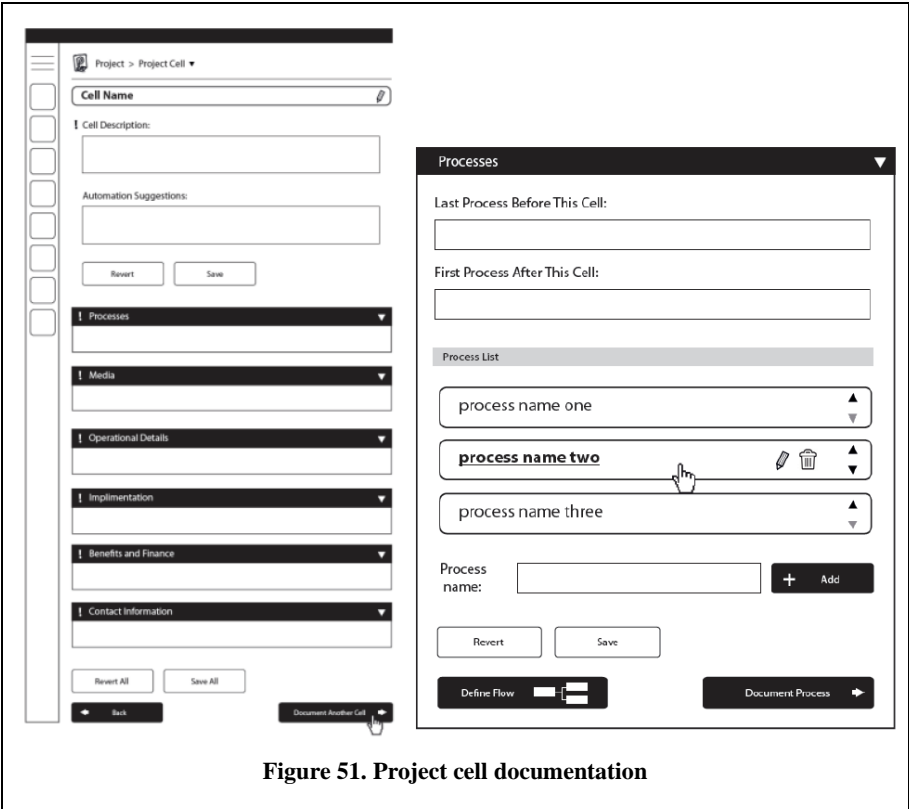 Project > Project Cell ▼
Cell Name
! Cell Description:
Automation Suggestions:
Revert Save
! Processes
! Media
! Operational Details
! Implimentation
! Benefits and Finance
! Contact Information
Revert All Save All
Back Document Another Cell
Processes
Last Process Before This Cell:
First Process After This Cell:
Process List
process name one
process name two
process name three
Process
name:
+ Add
Revert Save
Define Flow Document Process
Figure 51. Project cell documentation